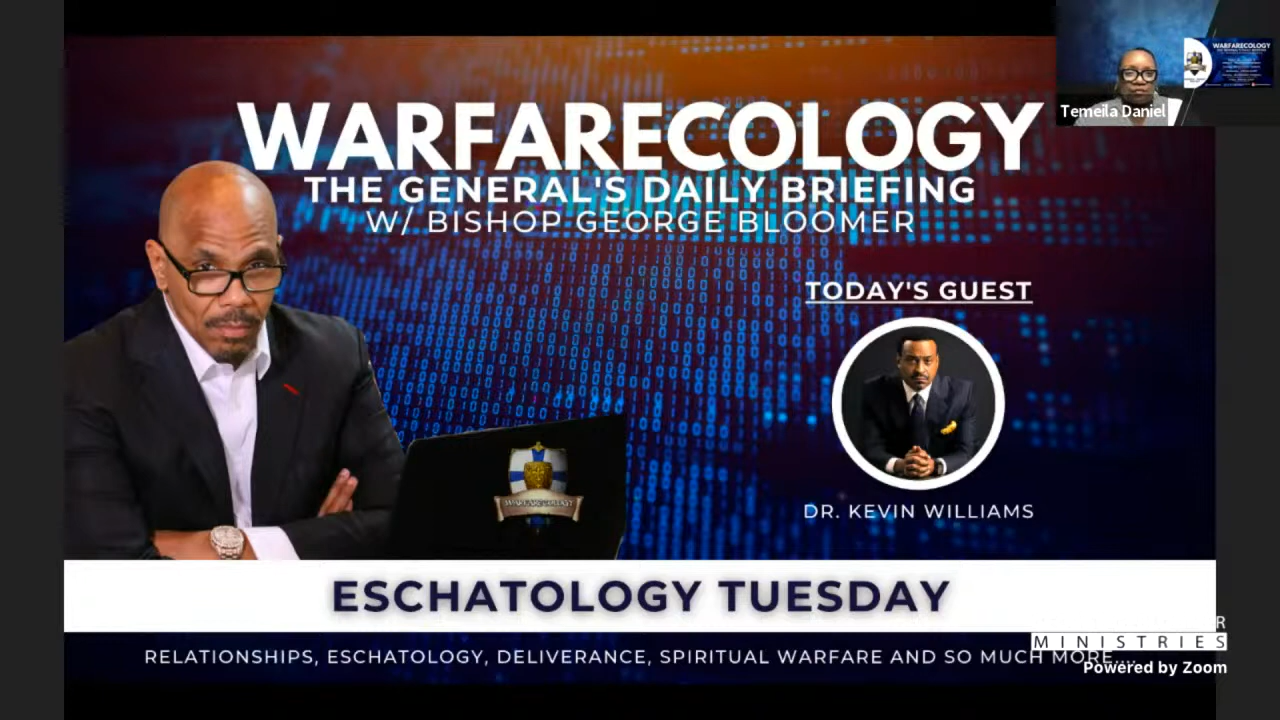 WARFARECOLOGY
THE GENERAL'S DAILY BRIEFING
W/ BISHOP GEORGE BLOOMER
WARFARECOLOGY
Temeila Daniel
TODAY'S GUEST
DR. KEVIN WILLIAMS
WARFARECOLOGY
ESCHATOLOGY TUESDAY
RELATIONSHIPS, ESCHATOLOGY, DELIVERANCE, SPIRITUAL WARFARE AND SO MUCH MORE...
R
MINISTRIES
Powered by Zoom